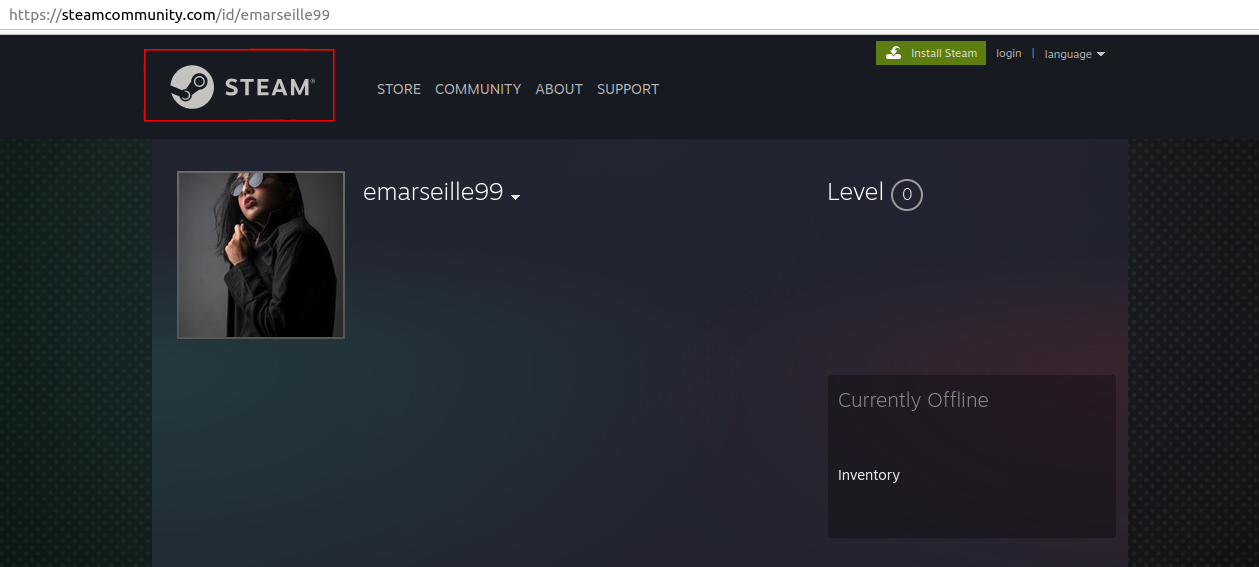 https://steamcommunity.com/id/emarseille99
Install Steam login | language
STEAM®
STORE COMMUNITY ABOUT SUPPORT
emarseille99
Level 0
Currently Offline
Inventory